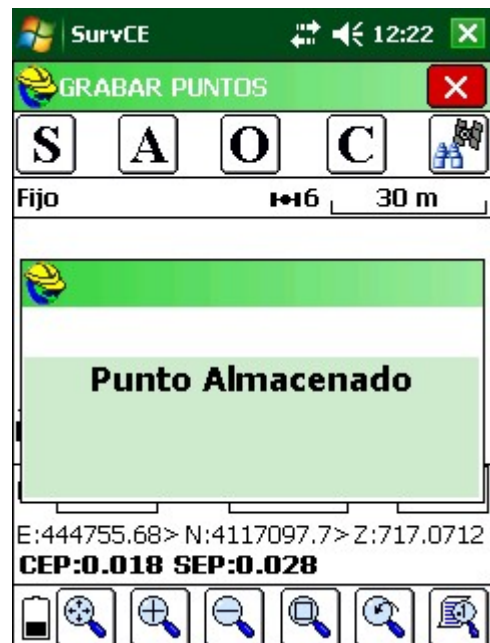 SurvCE 12:22
GRABAR PUNTOS
S A O C
Fijo 6 30 m
Punto Almacenado
E:444755.68> N:4117097.7> Z:717.0712
CEP:0.018 SEP:0.028